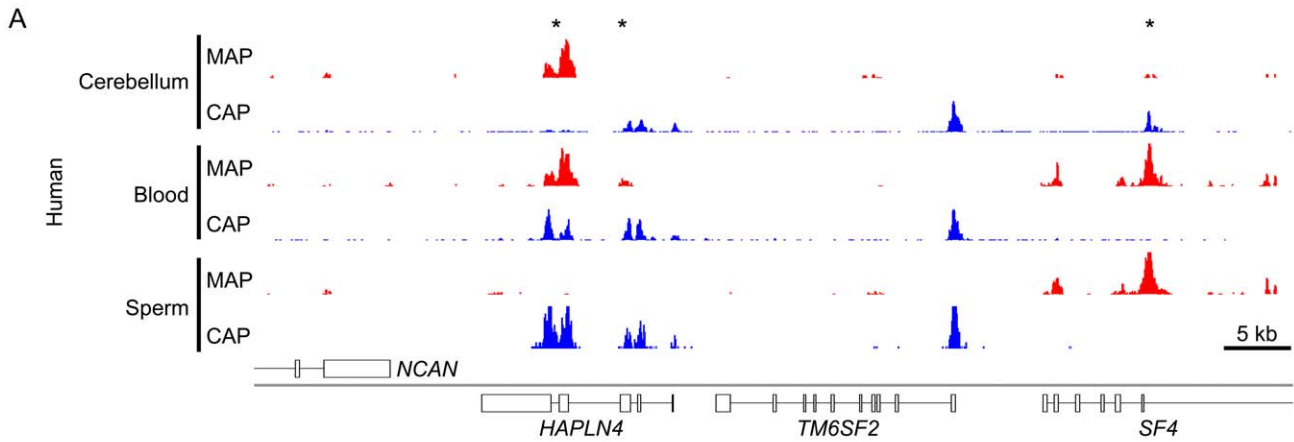 A
* * *
Human
Cerebellum
MAP
CAP
Blood
MAP
CAP
Sperm
MAP
CAP
5 kb
NCAN
HAPLN4 TM6SF2 SF4